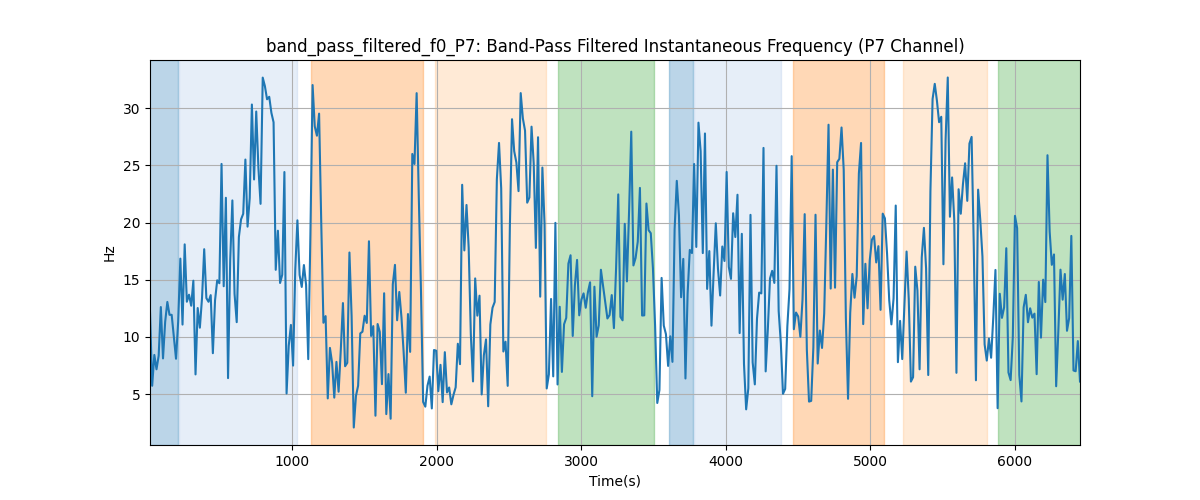 band_pass_filtered_f0_P7: Band-Pass Filtered Instantaneous Frequency (P7 Channel)
Hz
30
25
20
15
10
5
1000 2000 3000 4000 5000 6000
Time(s)